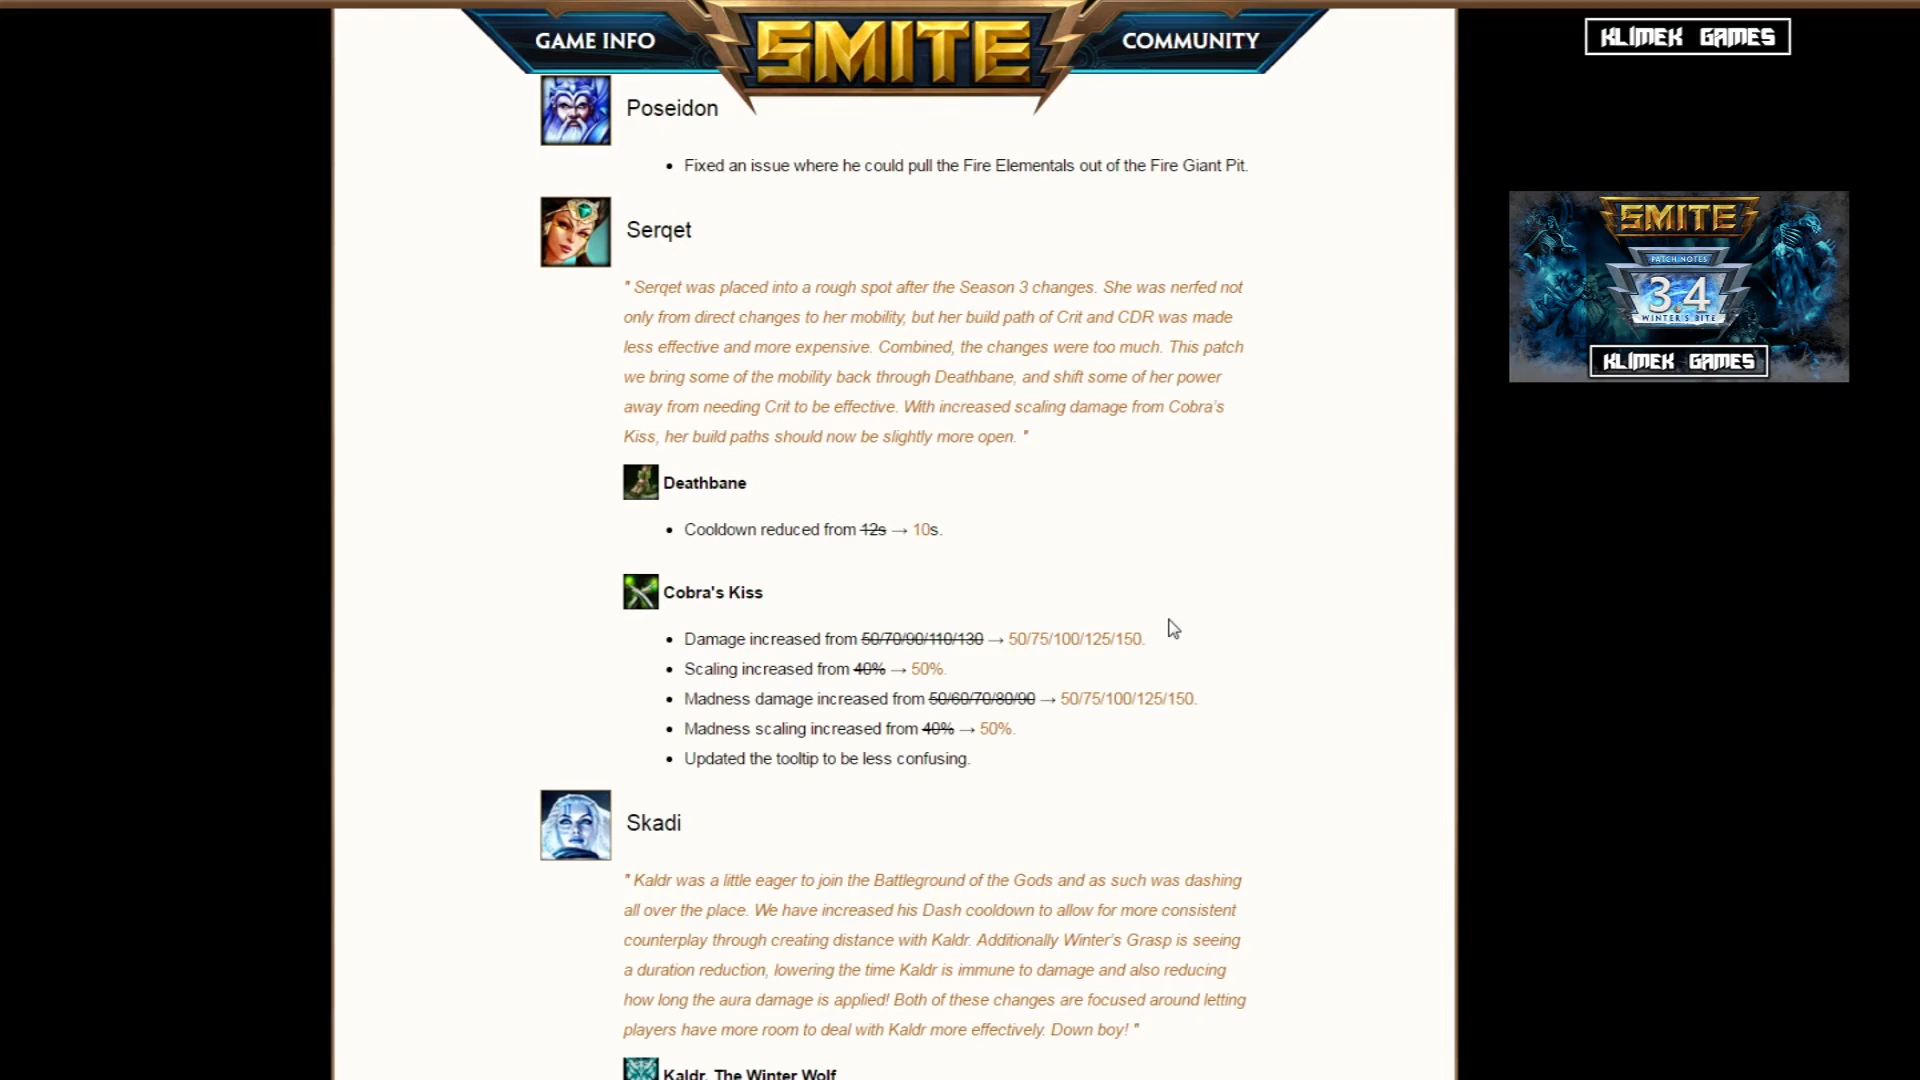 GAME INFO
SMITE
COMMUNITY
KLIMEK GAMES
Poseidon
• Fixed an issue where he could pull the Fire Elementals out of the Fire Giant Pit.
Serqet
" Serqet was placed into a rough spot after the Season 3 changes. She was nerfed not
only from direct changes to her mobility, but her build path of Crit and CDR was made
less effective and more expensive. Combined, the changes were too much. This patch
we bring some of the mobility back through Deathbane, and shift some of her power
away from needing Crit to be effective. With increased scaling damage from Cobra's
Kiss, her build paths should now be slightly more open. "
Deathbane
• Cooldown reduced from 12s → 10s.
Cobra's Kiss
• Damage increased from 50/70/90/110/130 → 50/75/100/125/150.
• Scaling increased from 40% → 50%.
• Madness damage increased from 50/60/70/80/90 → 50/75/100/125/150.
• Madness scaling increased from 40% → 50%.
• Updated the tooltip to be less confusing.
Skadi
" Kaldr was a little eager to join the Battleground of the Gods and as such was dashing
all over the place. We have increased his Dash cooldown to allow for more consistent
counterplay through creating distance with Kaldr. Additionally Winter's Grasp is seeing
a duration reduction, lowering the time Kaldr is immune to damage and also reducing
how long the aura damage is applied! Both of these changes are focused around letting
players have more room to deal with Kaldr more effectively. Down boy! "
Kaldr, The Winter Wolf
SMITE
PATCH NOTES
3.4
WINTER'S BITE
KLIMEK GAMES